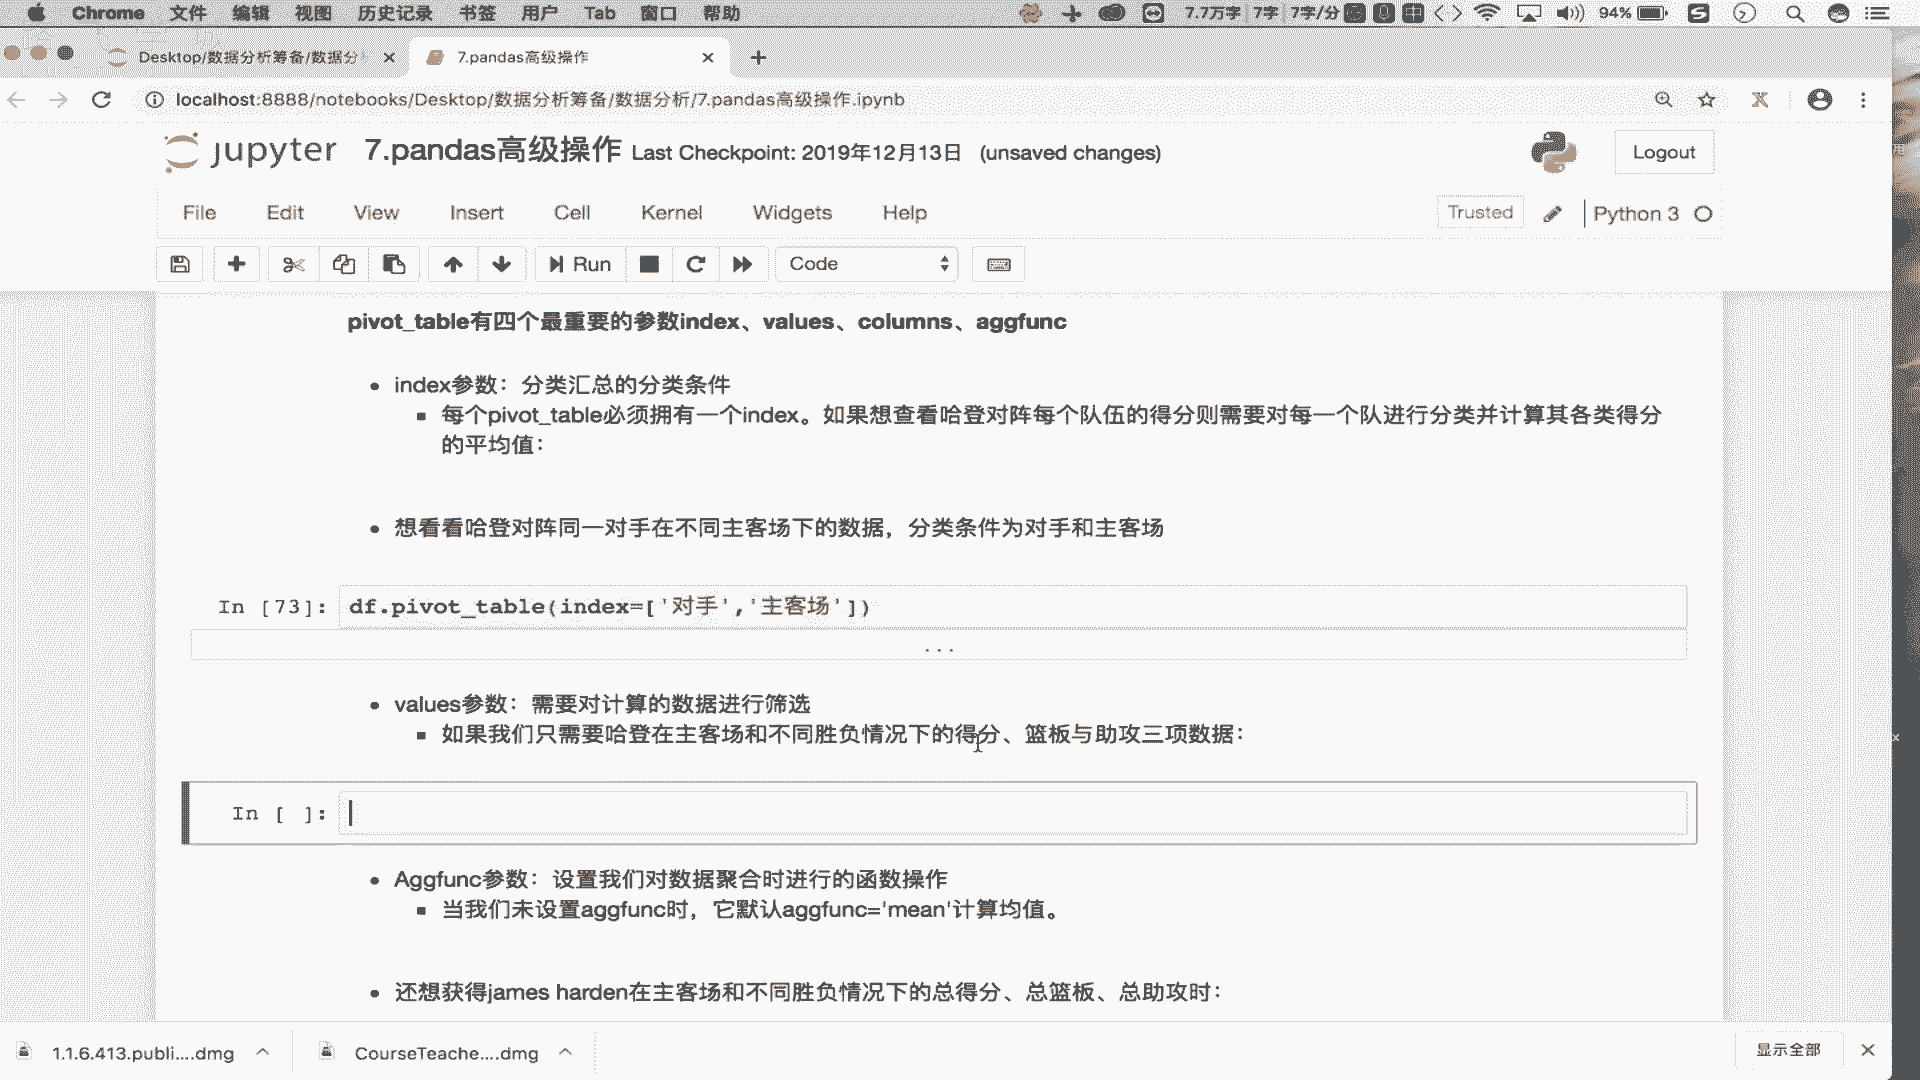 Chrome 文件 编辑 视图 历史记录 书签 用户 Tab 窗口 帮助 7.7万字 7字 7字/分 中 94% S
Desktop/数据分析筹备/数据分 7.pandas高级操作
localhost:8888/notebooks/Desktop/数据分析筹备/数据分析/7.pandas高级操作.ipynb
jupyter 7.pandas高级操作 Last Checkpoint: 2019年12月13日 (unsaved changes) Logout
File Edit View Insert Cell Kernel Widgets Help Trusted Python 3
Run Code
pivot_table有四个最重要的参数index、values、columns、aggfunc
index参数：分类汇总的分类条件
每个pivot_table必须拥有一个index。如果想查看哈登对阵每个队伍的得分则需要对每一个队进行分类并计算其各类得分
的平均值：
想看看哈登对阵同一对手在不同主客场下的数据，分类条件为对手和主客场
In [73]: df.pivot_table(index=['对手','主客场'])
...
values参数：需要对计算的数据进行筛选
如果我们只需要哈登在主客场和不同胜负情况下的得分、篮板与助攻三项数据：
In [ ]:
Aggfunc参数：设置我们对数据聚合时进行的函数操作
当我们未设置aggfunc时，它默认aggfunc='mean'计算均值。
还想获得james harden在主客场和不同胜负情况下的总得分、总篮板、总助攻时：
1.1.6.413.publi....dmg CourseTeache....dmg 显示全部